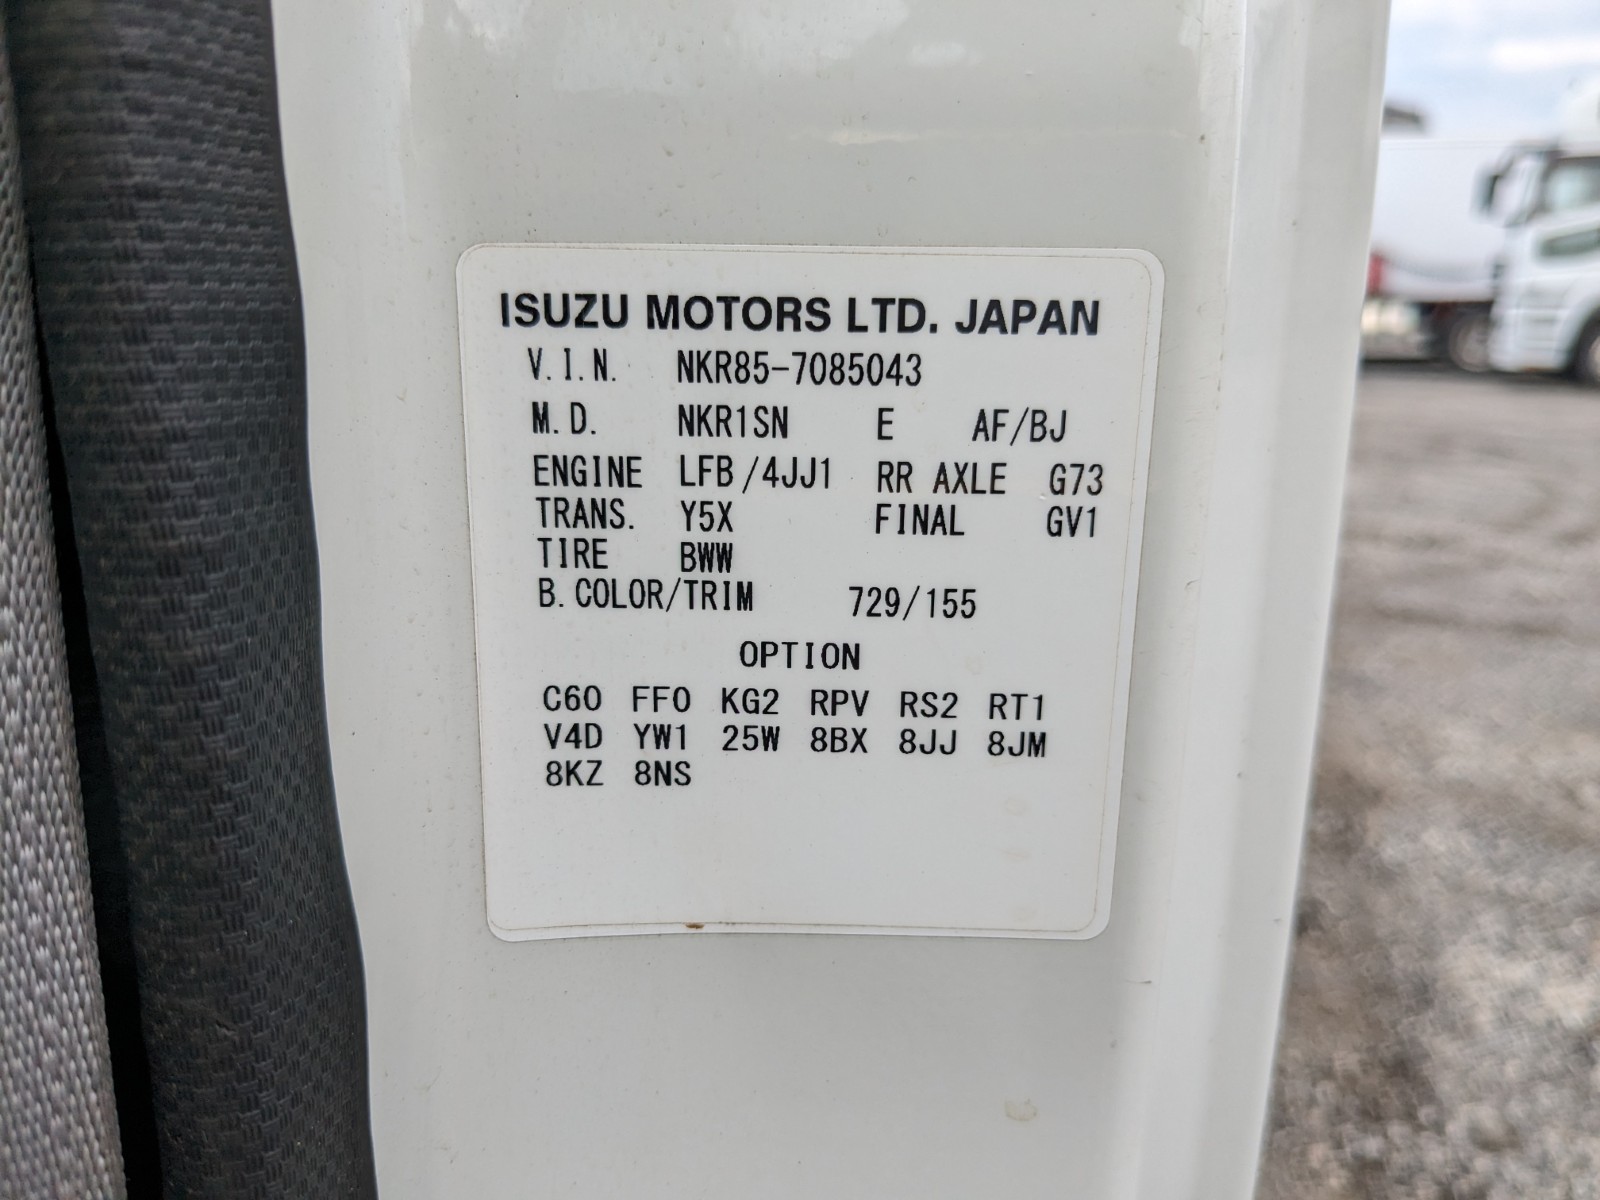 ISUZU MOTORS LTD. JAPAN
V.I.N. NKR85-7085043
M.D. NKR1SN E AF/BJ
ENGINE LFB/4JJ1 RR AXLE G73
TRANS. Y5X FINAL GV1
TIRE BWW
B.COLOR/TRIM 729/155
OPTION
C60 FF0 KG2 RPV RS2 RT1
V4D YW1 25W 8BX 8JJ 8JM
8KZ 8NS